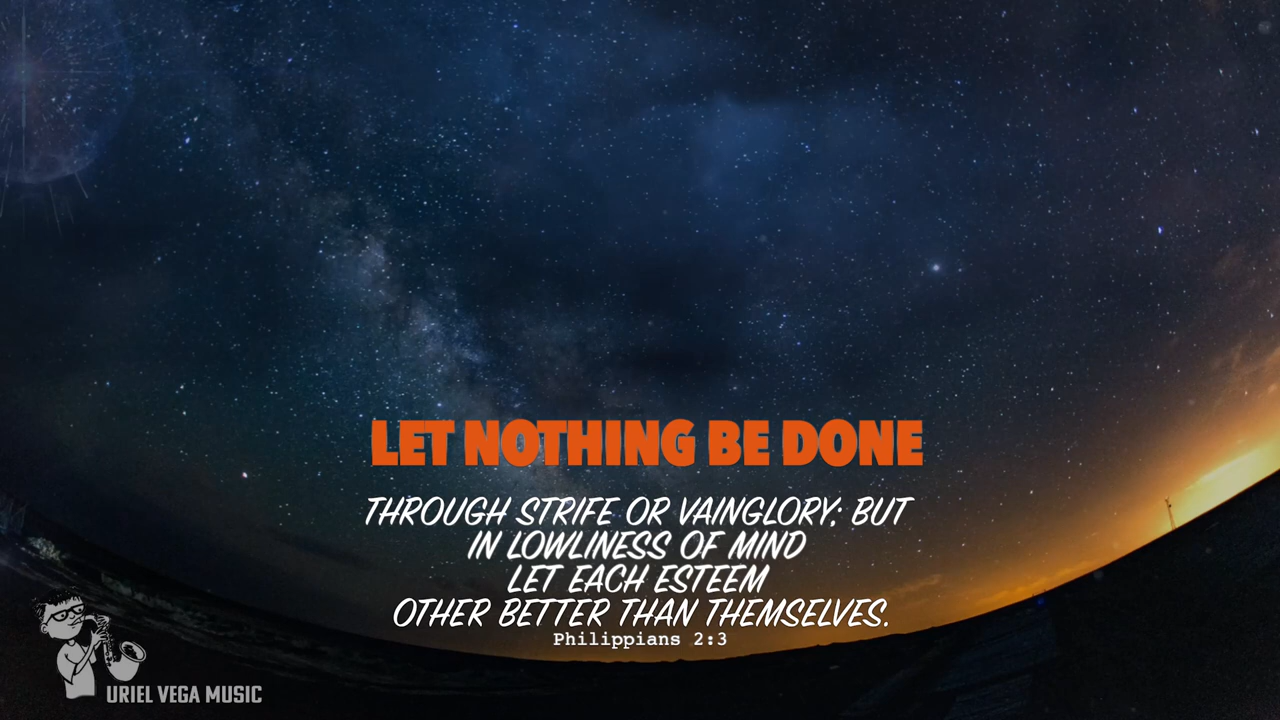 LET NOTHING BE DONE
THROUGH STRIFE OR VAINGLORY; BUT
IN LOWLINESS OF MIND
LET EACH ESTEEM
OTHER BETTER THAN THEMSELVES.
Philippians 2:3
URIEL VEGA MUSIC